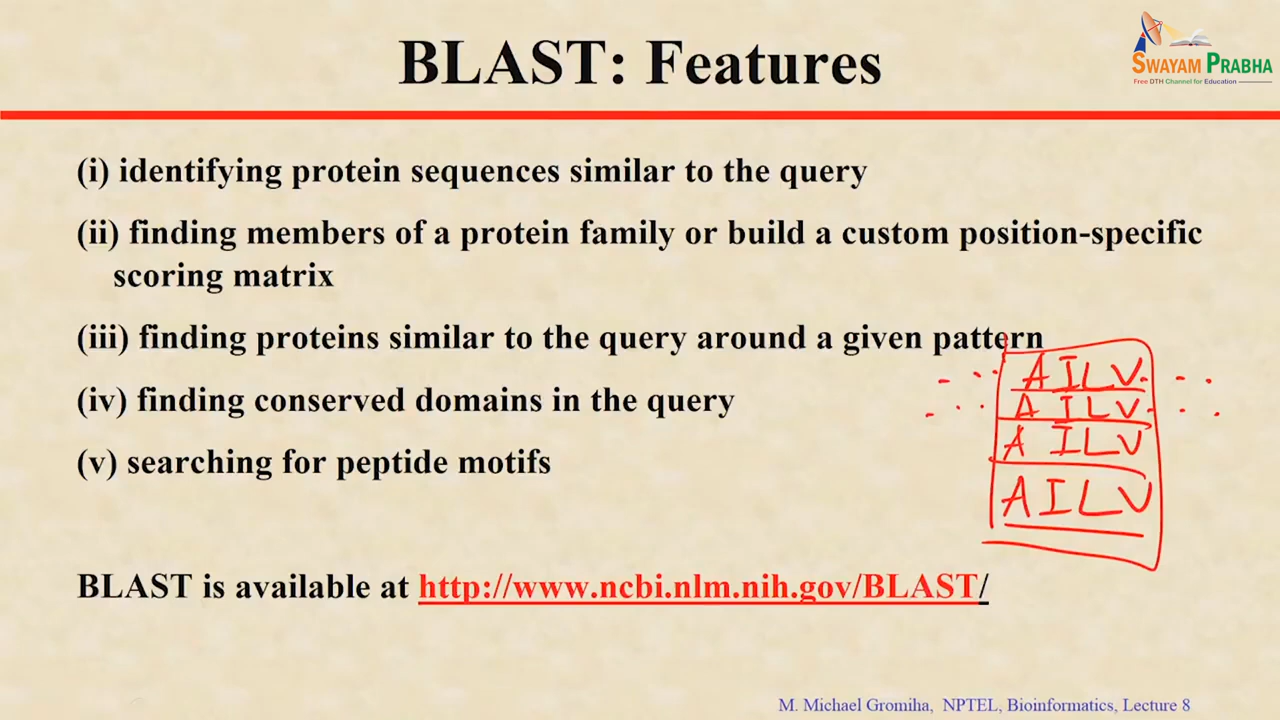 BLAST: Features
SWAYAM PRABHA
Free DTH Channel for Education
(i) identifying protein sequences similar to the query
(ii) finding members of a protein family or build a custom position-specific
scoring matrix
(iii) finding proteins similar to the query around a given pattern
(iv) finding conserved domains in the query
(v) searching for peptide motifs
AILV
AILV
AILV
AILV
BLAST is available at http://www.ncbi.nlm.nih.gov/BLAST/
M. Michael Gromiha, NPTEL, Bioinformatics, Lecture 8